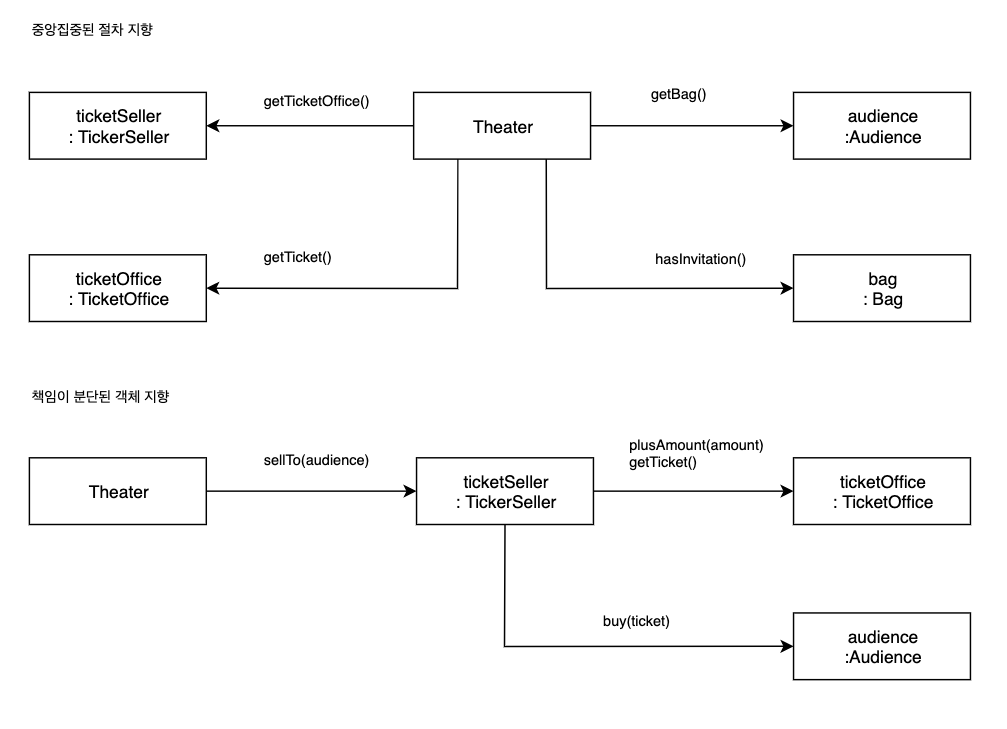 중앙집중된 절차 지향
getTicketOffice()
getBag()
ticketSeller
: TickerSeller
Theater
audience
:Audience
getTicket()
hasInvitation()
ticketOffice
: TicketOffice
bag
: Bag
책임이 분단된 객체 지향
sellTo(audience)
plusAmount(amount)
getTicket()
Theater
ticketSeller
: TickerSeller
ticketOffice
: TicketOffice
buy(ticket)
audience
:Audience